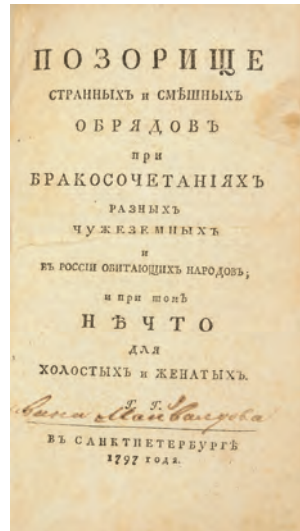 ПОЗОРИЩЕ
СТРАННЫХЪ и СМѢШНЫХЪ
ОБРЯДОВЪ
при
БРАКОСОЧЕТАНІЯХЪ
РАЗНЫХЪ
ЧУЖЕЗЕМНЫХЪ
и
ВЪ РОССІИ ОБИТАЮЩИХЪ НАРОДОВЪ;
и при томъ
НѢЧТО
ДЛЯ
ХОЛОСТЫХЪ и ЖЕНАТЫХЪ.
Г. Г.
ВЪ САНКТПЕТЕРБУРГѢ
1797 года.